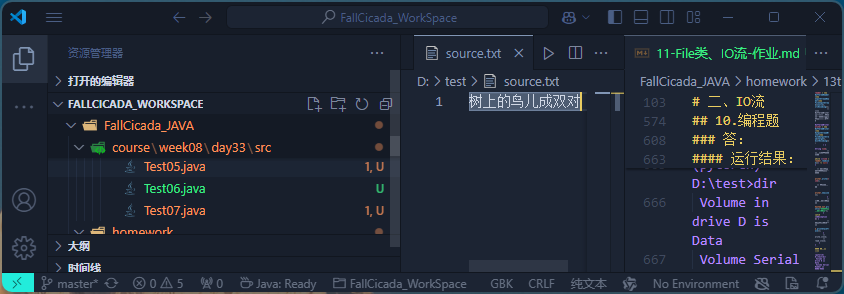 FallCicada_WorkSpace
资源管理器
打开的编辑器
FALLCICADA_WORKSPACE
FallCicada_JAVA
course\week08\day33\src
Test05.java 1, U
Test06.java U
Test07.java 1, U
homework
大纲
时间线
source.txt
D: > test > source.txt
1 树上的鸟儿成双对
11-File类、IO流-作业.md
FallCicada_JAVA > homework > 13t
103 # 二、IO流
574 ## 10.编程题
608 ### 答:
663 #### 运行结果:
D:\test>dir
666 Volume in
drive D is
Data
667 Volume Serial
master* 0 5 0 Java: Ready FallCicada_WorkSpace GBK CRLF 纯文本 No Environment